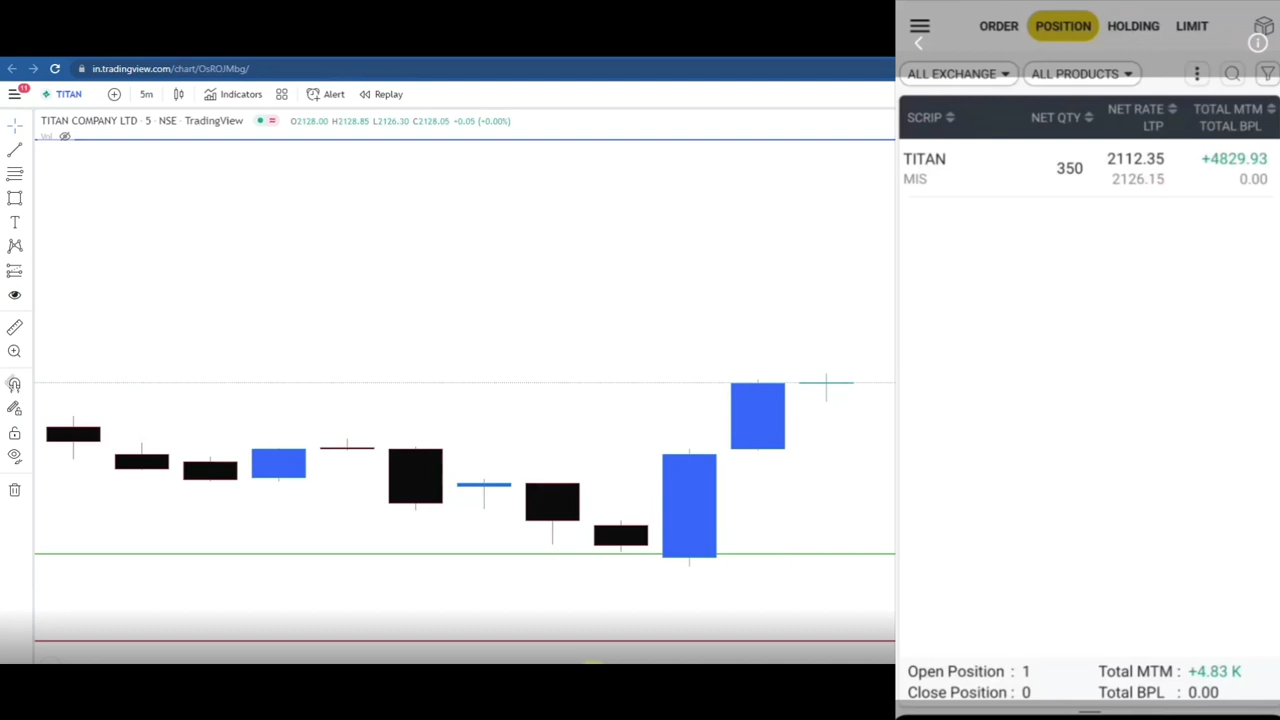 in.tradingview.com/chart/OsROJMbg/
11
TITAN 5m Indicators Alert Replay
TITAN COMPANY LTD · 5 · NSE · TradingView O2128.00 H2128.85 L2126.30 C2128.05 +0.05 (+0.00%)
Vol
ORDER POSITION HOLDING LIMIT
ALL EXCHANGE ALL PRODUCTS
SCRIP NET QTY NET RATE TOTAL MTM
LTP TOTAL BPL
TITAN 350 2112.35 +4829.93
MIS 2126.15 0.00
Open Position : 1 Total MTM : +4.83 K
Close Position : 0 Total BPL : 0.00